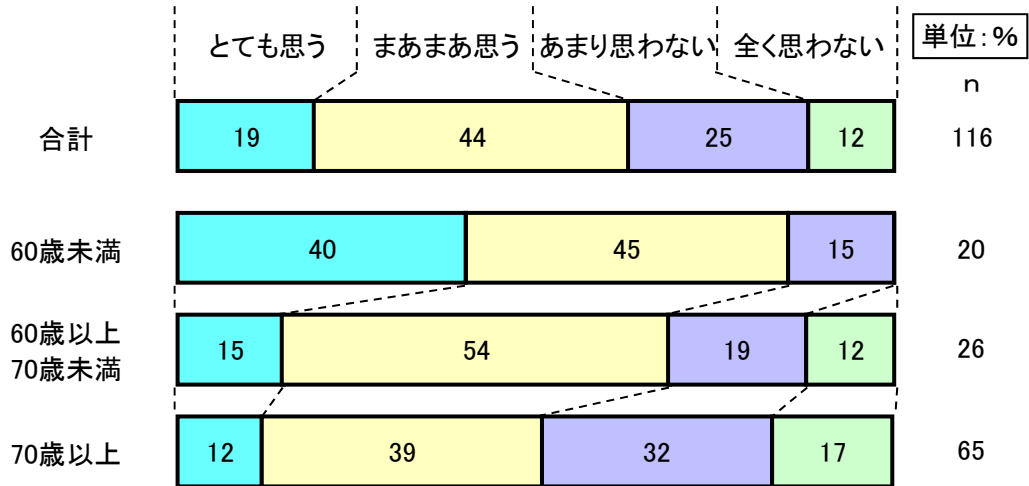 とても思う まあまあ思う あまり思わない 全く思わない 単位:%
n
合計 19 44 25 12 116
60歳未満 40 45 15 20
60歳以上
70歳未満 15 54 19 12 26
70歳以上 12 39 32 17 65